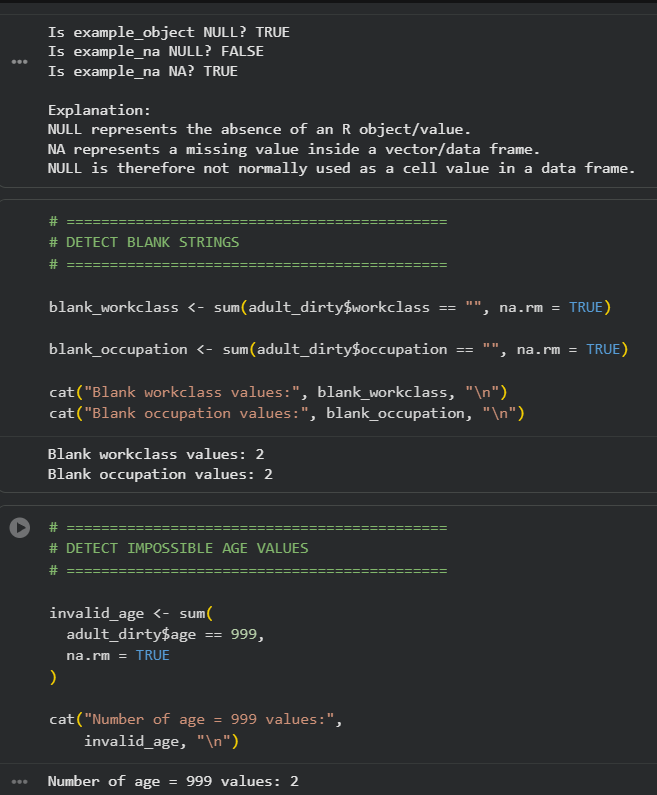 Is example_object NULL? TRUE
Is example_na NULL? FALSE
Is example_na NA? TRUE

Explanation:
NULL represents the absence of an R object/value.
NA represents a missing value inside a vector/data frame.
NULL is therefore not normally used as a cell value in a data frame.

# ============================================
# DETECT BLANK STRINGS
# ============================================

blank_workclass <- sum(adult_dirty$workclass == "", na.rm = TRUE)

blank_occupation <- sum(adult_dirty$occupation == "", na.rm = TRUE)

cat("Blank workclass values:", blank_workclass, "\n")
cat("Blank occupation values:", blank_occupation, "\n")

Blank workclass values: 2
Blank occupation values: 2

# ============================================
# DETECT IMPOSSIBLE AGE VALUES
# ============================================

invalid_age <- sum(
  adult_dirty$age == 999,
  na.rm = TRUE
)

cat("Number of age = 999 values:",
    invalid_age, "\n")

Number of age = 999 values: 2